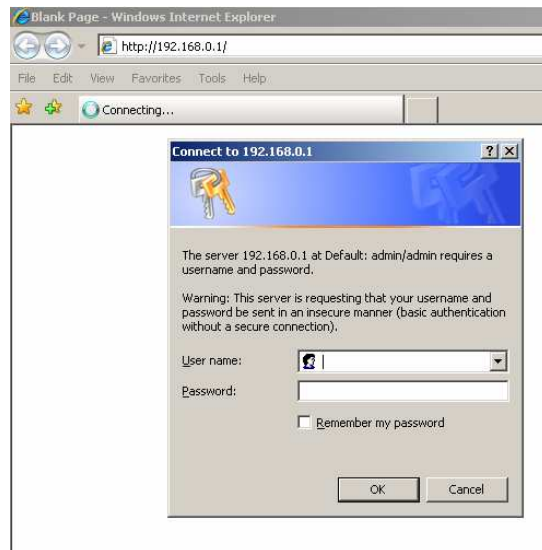 Blank Page - Windows Internet Explorer
http://192.168.0.1/
File Edit View Favorites Tools Help
Connecting...
Connect to 192.168.0.1
The server 192.168.0.1 at Default: admin/admin requires a
username and password.
Warning: This server is requesting that your username and
password be sent in an insecure manner (basic authentication
without a secure connection).
User name:
Password:
Remember my password
OK Cancel